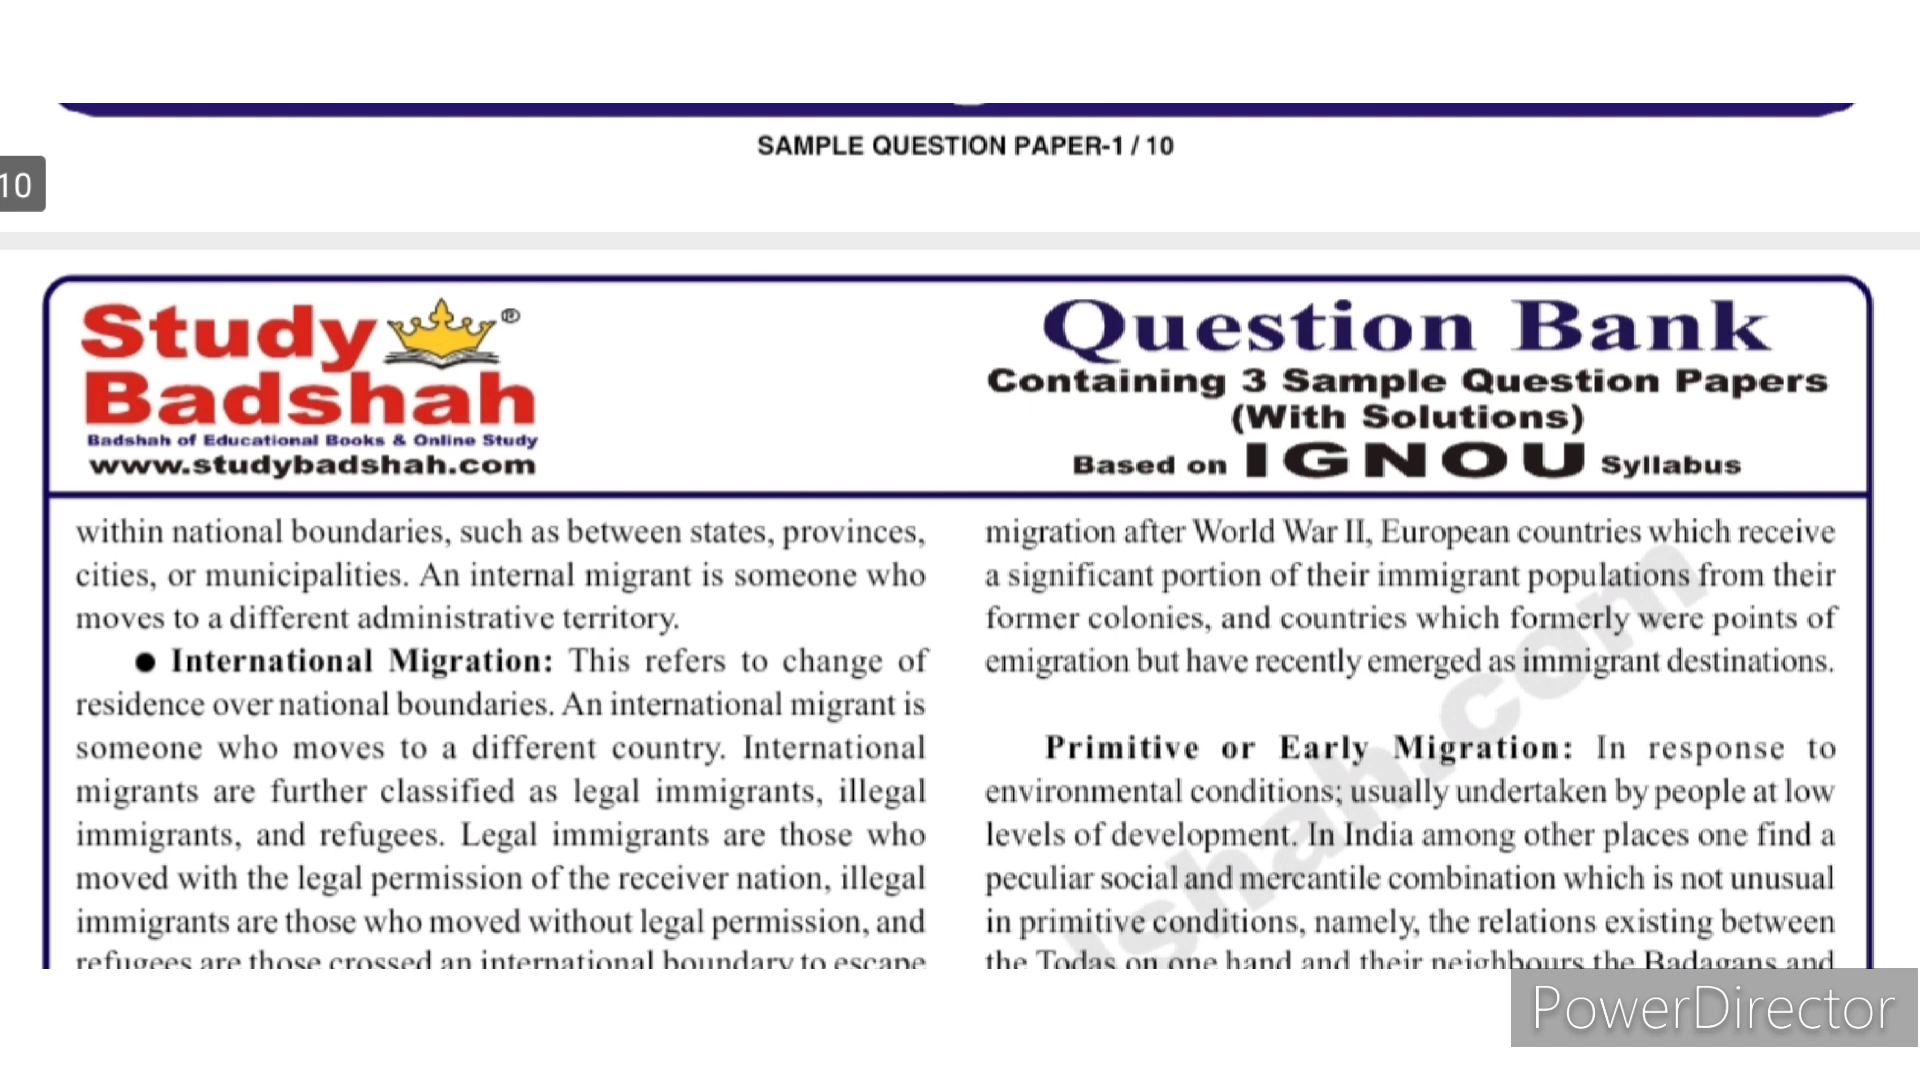 SAMPLE QUESTION PAPER-1 / 10
10
Study
Badshah
®
Badshah of Educational Books & Online Study
www.studybadshah.com
Question Bank
Containing 3 Sample Question Papers
(With Solutions)
Based on IGNOU Syllabus
within national boundaries, such as between states, provinces,
cities, or municipalities. An internal migrant is someone who
moves to a different administrative territory.
● International Migration: This refers to change of
residence over national boundaries. An international migrant is
someone who moves to a different country. International
migrants are further classified as legal immigrants, illegal
immigrants, and refugees. Legal immigrants are those who
moved with the legal permission of the receiver nation, illegal
immigrants are those who moved without legal permission, and
refugees are those crossed an international boundary to escape
migration after World War II, European countries which receive
a significant portion of their immigrant populations from their
former colonies, and countries which formerly were points of
emigration but have recently emerged as immigrant destinations.
Primitive or Early Migration: In response to
environmental conditions; usually undertaken by people at low
levels of development. In India among other places one find a
peculiar social and mercantile combination which is not unusual
in primitive conditions, namely, the relations existing between
the Todas on one hand and their neighbours the Badagans and
shah.com
PowerDirector